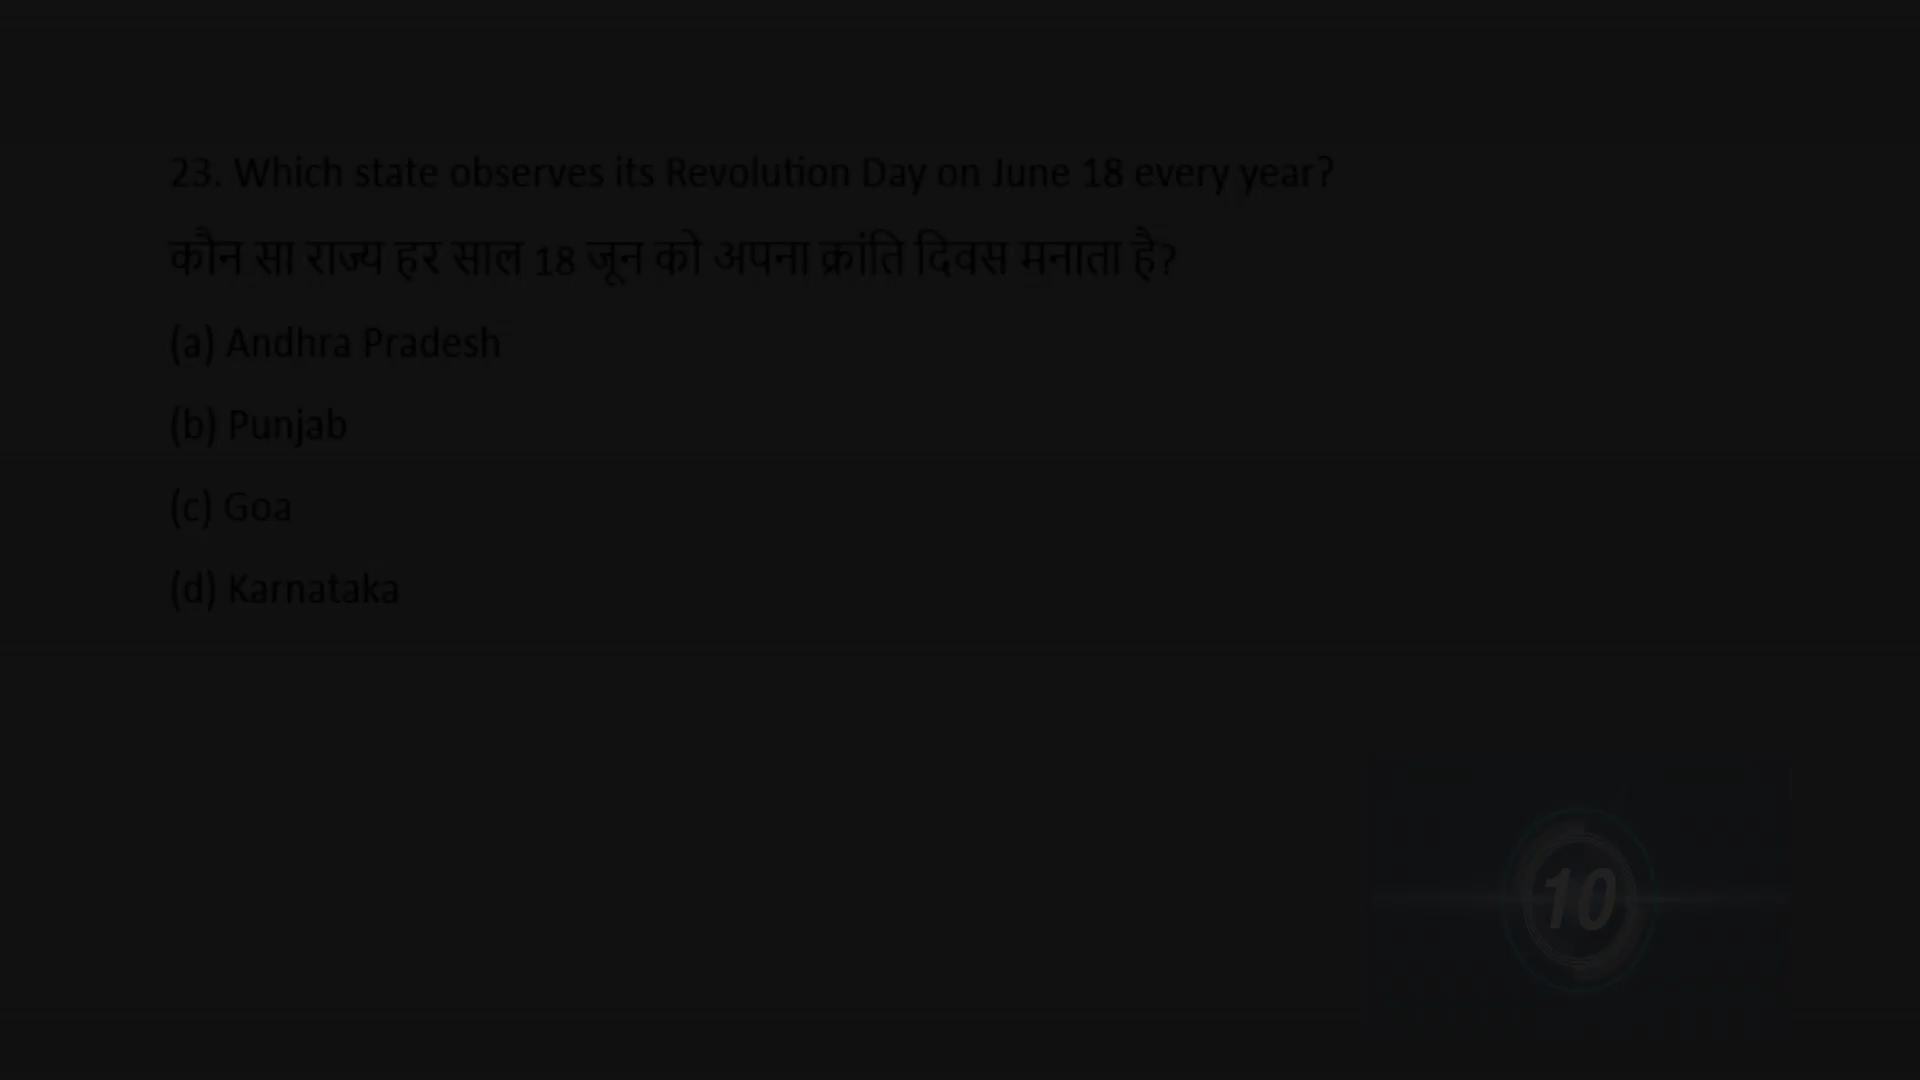 23. Which state observes its Revolution Day on June 18 every year?
कौन सा राज्य हर साल 18 जून को अपना क्रांति दिवस मनाता है?
(a) Andhra Pradesh
(b) Punjab
(c) Goa
(d) Karnataka
10